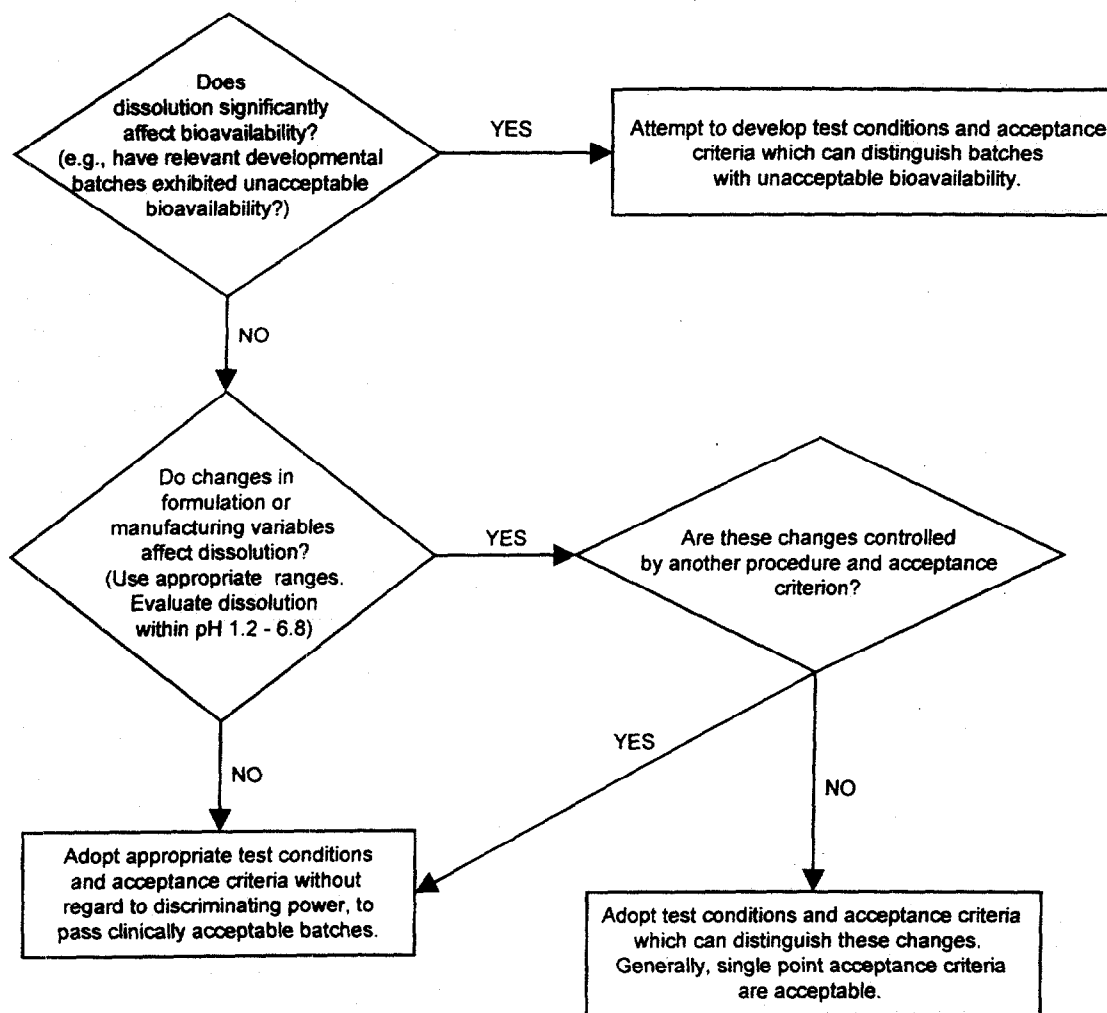 Does
dissolution significantly
affect bioavailability?
(e.g., have relevant developmental
batches exhibited unacceptable
bioavailability?)
YES
Attempt to develop test conditions and acceptance
criteria which can distinguish batches
with unacceptable bioavailability.
NO
Do changes in
formulation or
manufacturing variables
affect dissolution?
(Use appropriate ranges.
Evaluate dissolution
within pH 1.2 - 6.8)
YES
Are these changes controlled
by another procedure and acceptance
criterion?
YES
NO
NO
Adopt appropriate test conditions
and acceptance criteria without
regard to discriminating power, to
pass clinically acceptable batches.
Adopt test conditions and acceptance criteria
which can distinguish these changes.
Generally, single point acceptance criteria
are acceptable.